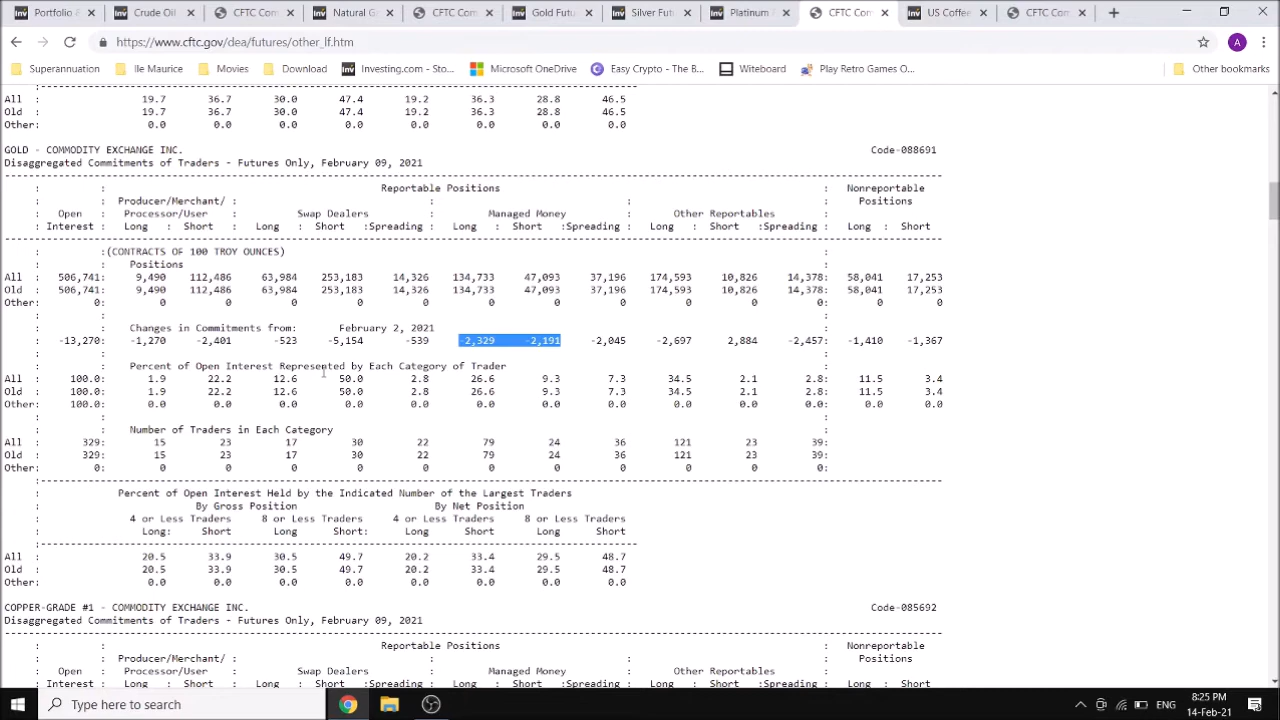 Portfolio &
Crude Oil
CFTC Com
Natural G
CFTC Com
Gold Futu
Silver Futu
Platinum
CFTC Com
US Coffee
CFTC Com
https://www.cftc.gov/dea/futures/other_lf.htm
A
Superannuation
Ile Maurice
Movies
Download
Investing.com - Sto...
Microsoft OneDrive
Easy Crypto - The B...
Witeboard
Play Retro Games O...
Other bookmarks
All : 19.7 36.7 30.0 47.4 19.2 36.3 28.8 46.5
Old : 19.7 36.7 30.0 47.4 19.2 36.3 28.8 46.5
Other: 0.0 0.0 0.0 0.0 0.0 0.0 0.0 0.0
GOLD - COMMODITY EXCHANGE INC. Code-088691
Disaggregated Commitments of Traders - Futures Only, February 09, 2021
: : Reportable Positions : Nonreportable
: : Producer/Merchant/ : : : : Positions
: Open : Processor/User : Swap Dealers : Managed Money : Other Reportables :
: Interest : Long : Short : Long : Short :Spreading : Long : Short :Spreading : Long : Short :Spreading : Long : Short
: :(CONTRACTS OF 100 TROY OUNCES) :
: : Positions :
All : 506,741: 9,490 112,486 63,984 253,183 14,326 134,733 47,093 37,196 174,593 10,826 14,378: 58,041 17,253
Old : 506,741: 9,490 112,486 63,984 253,183 14,326 134,733 47,093 37,196 174,593 10,826 14,378: 58,041 17,253
Other: 0: 0 0 0 0 0 0 0 0 0 0 0: 0 0
: : Changes in Commitments from: February 2, 2021 :
: -13,270: -1,270 -2,401 -523 -5,154 -539 -2,329 -2,191 -2,045 -2,697 2,884 -2,457: -1,410 -1,367
: : Percent of Open Interest Represented by Each Category of Trader :
All : 100.0: 1.9 22.2 12.6 50.0 2.8 26.6 9.3 7.3 34.5 2.1 2.8: 11.5 3.4
Old : 100.0: 1.9 22.2 12.6 50.0 2.8 26.6 9.3 7.3 34.5 2.1 2.8: 11.5 3.4
Other: 100.0: 0.0 0.0 0.0 0.0 0.0 0.0 0.0 0.0 0.0 0.0 0.0: 0.0 0.0
: : Number of Traders in Each Category :
All : 329: 15 23 17 30 22 79 24 36 121 23 39:
Old : 329: 15 23 17 30 22 79 24 36 121 23 39:
Other: 0: 0 0 0 0 0 0 0 0 0 0 0:
: Percent of Open Interest Held by the Indicated Number of the Largest Traders
: By Gross Position By Net Position
: 4 or Less Traders 8 or Less Traders 4 or Less Traders 8 or Less Traders
: Long: Short Long Short: Long Short Long Short
All : 20.5 33.9 30.5 49.7 20.2 33.4 29.5 48.7
Old : 20.5 33.9 30.5 49.7 20.2 33.4 29.5 48.7
Other: 0.0 0.0 0.0 0.0 0.0 0.0 0.0 0.0
COPPER-GRADE #1 - COMMODITY EXCHANGE INC. Code-085692
Disaggregated Commitments of Traders - Futures Only, February 09, 2021
: : Reportable Positions : Nonreportable
: : Producer/Merchant/ : : : : Positions
: Open : Processor/User : Swap Dealers : Managed Money : Other Reportables :
: Interest : Long : Short : Long : Short :Spreading : Long : Short :Spreading : Long : Short :Spreading : Long : Short
Type here to search
ENG
8:25 PM
14-Feb-21